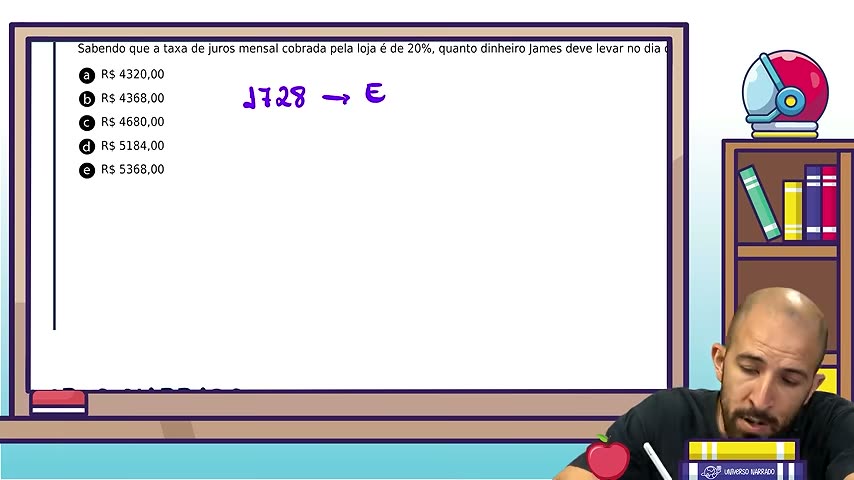 Sabendo que a taxa de juros mensal cobrada pela loja é de 20%, quanto dinheiro James deve levar no dia
a R$ 4320,00
b R$ 4368,00
c R$ 4680,00
d R$ 5184,00
e R$ 5368,00
1728 → E
UNIVERSO NARRADO